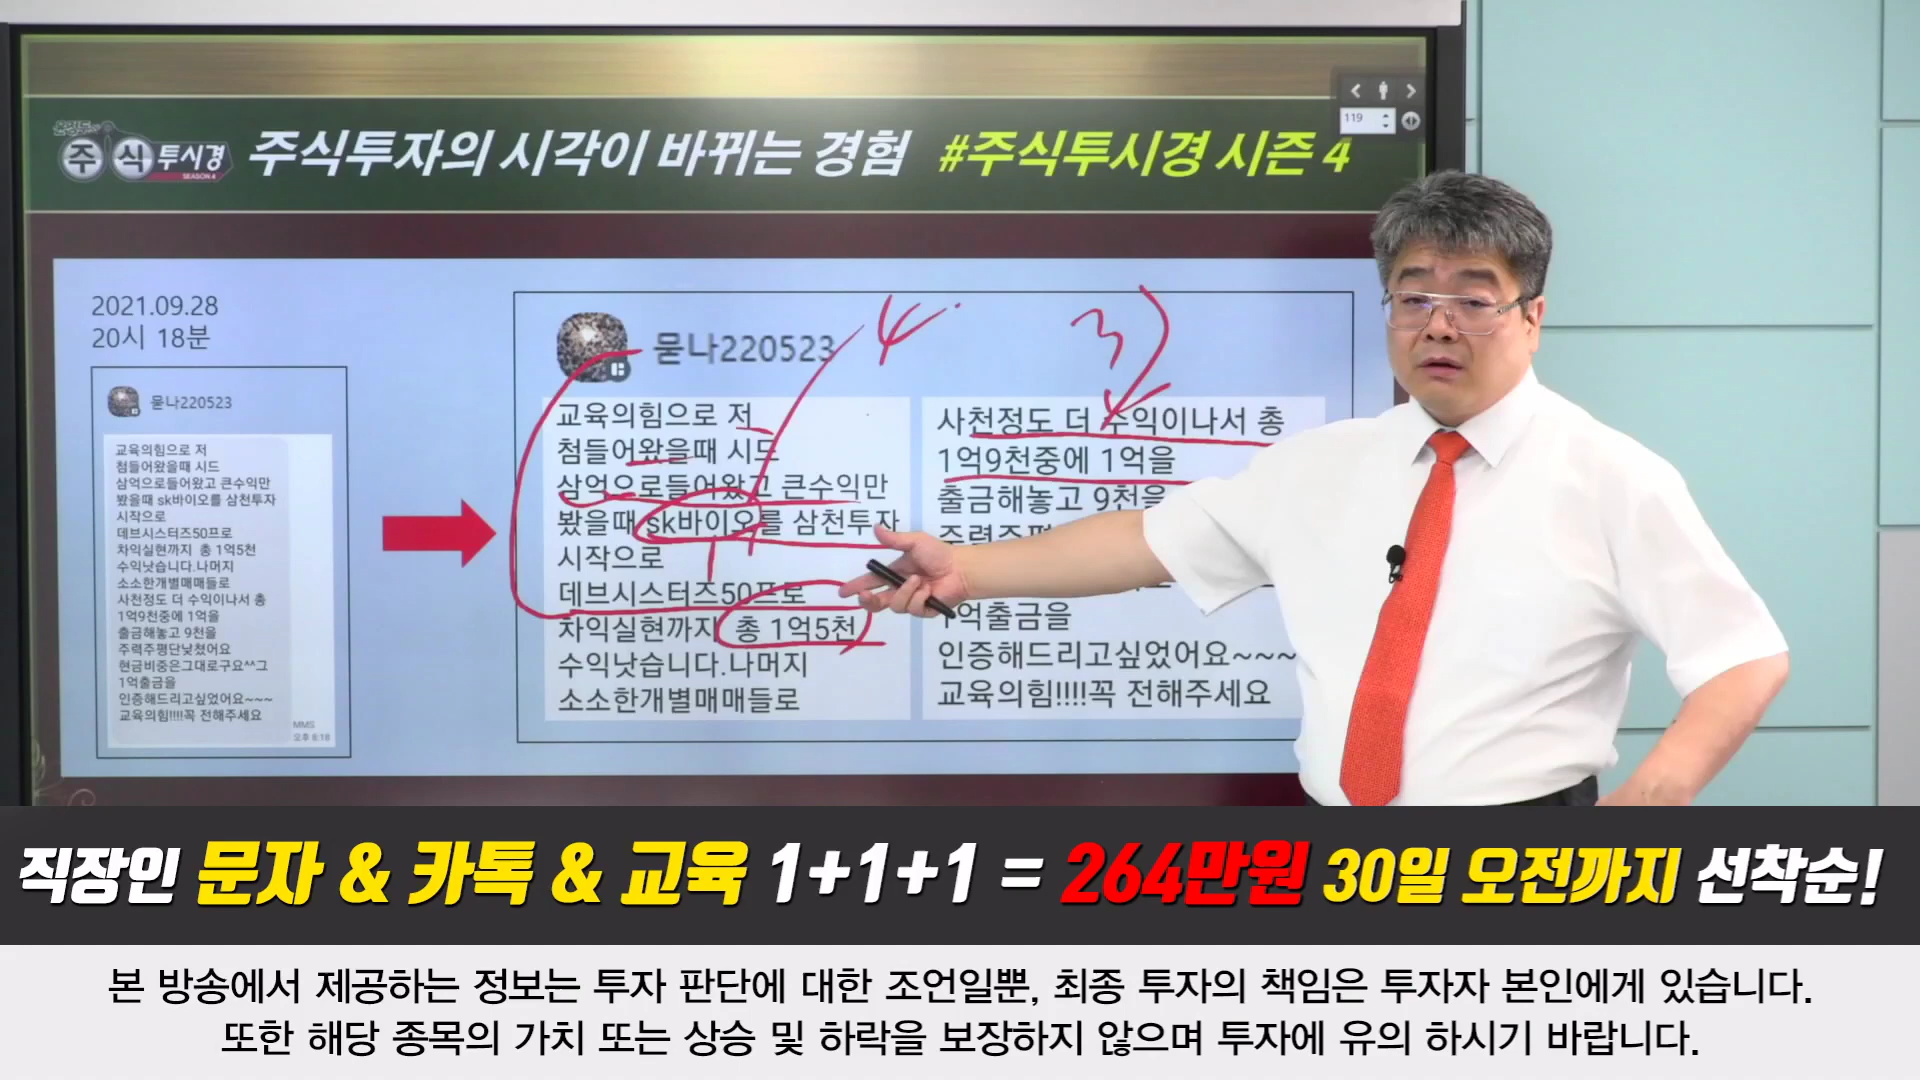 윤정두의
주식투시경
SEASON 4
주식투자의 시각이 바뀌는 경험 #주식투시경 시즌 4
119
2021.09.28
20시 18분
묻나220523
교육의힘으로 저
첨들어왔을때 시드
삼억으로들어왔고 큰수익만
봤을때 sk바이오를 삼천투자
시작으로
데브시스터즈50프로
차익실현까지 총 1억5천
수익낫습니다.나머지
소소한개별매매들로
사천정도 더 수익이나서 총
1억9천중에 1억을
출금해놓고 9천을
주력주평단낮췄어요
현금비중은그대로구요^^그
1억출금을
인증해드리고싶었어요~~~
교육의힘!!!!꼭 전해주세요
MMS
오후 8:18
묻나220523
4
3
교육의힘으로 저
첨들어왔을때 시드
삼억으로들어왔고 큰수익만
봤을때 sk바이오를 삼천투자
시작으로
데브시스터즈50프로
차익실현까지 총 1억5천
수익낫습니다.나머지
소소한개별매매들로
사천정도 더 수익이나서 총
1억9천중에 1억을
출금해놓고 9천을
주력주평
1억출금을
인증해드리고싶었어요~~~
교육의힘!!!!꼭 전해주세요
직장인 문자 & 카톡 & 교육 1+1+1 = 264만원 30일 오전까지 선착순!
본 방송에서 제공하는 정보는 투자 판단에 대한 조언일뿐, 최종 투자의 책임은 투자자 본인에게 있습니다.
또한 해당 종목의 가치 또는 상승 및 하락을 보장하지 않으며 투자에 유의 하시기 바랍니다.